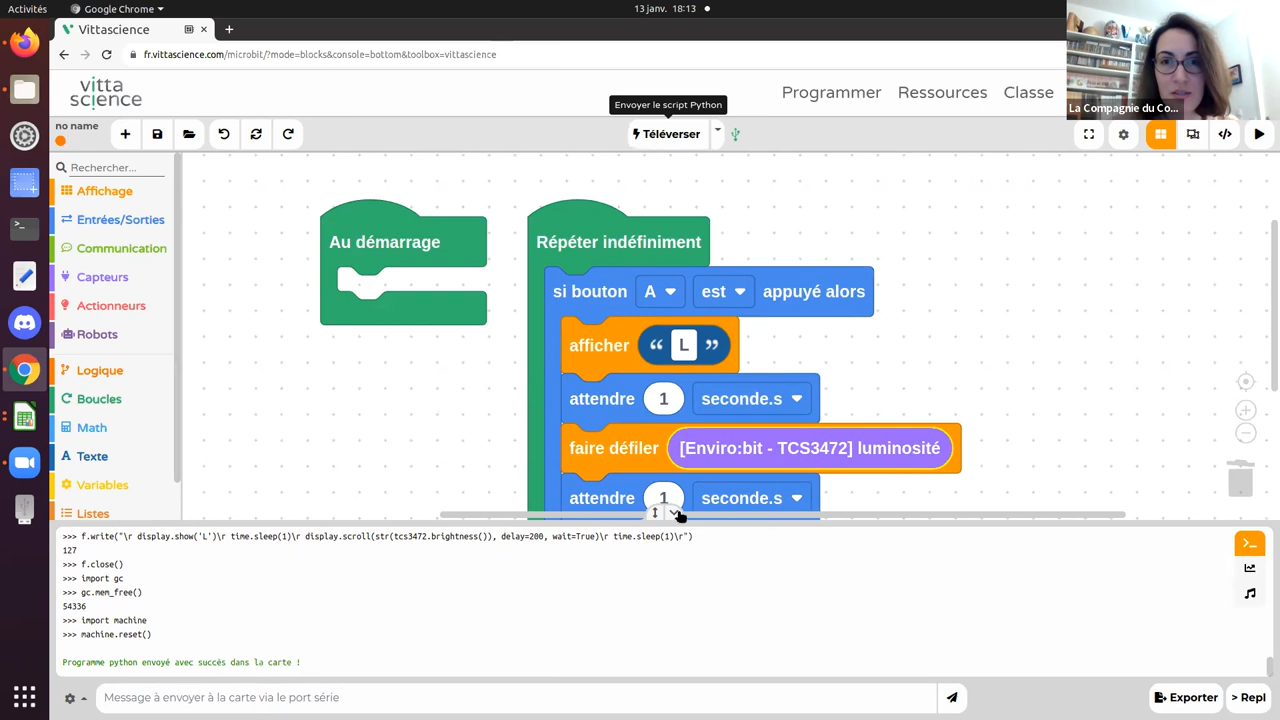 Activités
Google Chrome
13 janv. 18:13
Vittascience
fr.vittascience.com/microbit/?mode=blocks&console=bottom&toolbox=vittascience
vitta
science
Envoyer le script Python
Programmer
Ressources
Classe
La Compagnie du Co...
no name
Téléverser
Rechercher...
Affichage
Entrées/Sorties
Communication
Capteurs
Actionneurs
Robots
Logique
Boucles
Math
Texte
Variables
Listes
Au démarrage
Répéter indéfiniment
si bouton A est appuyé alors
afficher “ L ”
attendre 1 seconde.s
faire défiler [Enviro:bit - TCS3472] luminosité
attendre 1 seconde.s
>>> f.write("\r display.show('L')\r time.sleep(1)\r display.scroll(str(tcs3472.brightness()), delay=200, wait=True)\r time.sleep(1)\r")
127
>>> f.close()
>>> import gc
>>> gc.mem_free()
54336
>>> import machine
>>> machine.reset()
Programme python envoyé avec succès dans la carte !
Message à envoyer à la carte via le port série
Exporter
> Repl